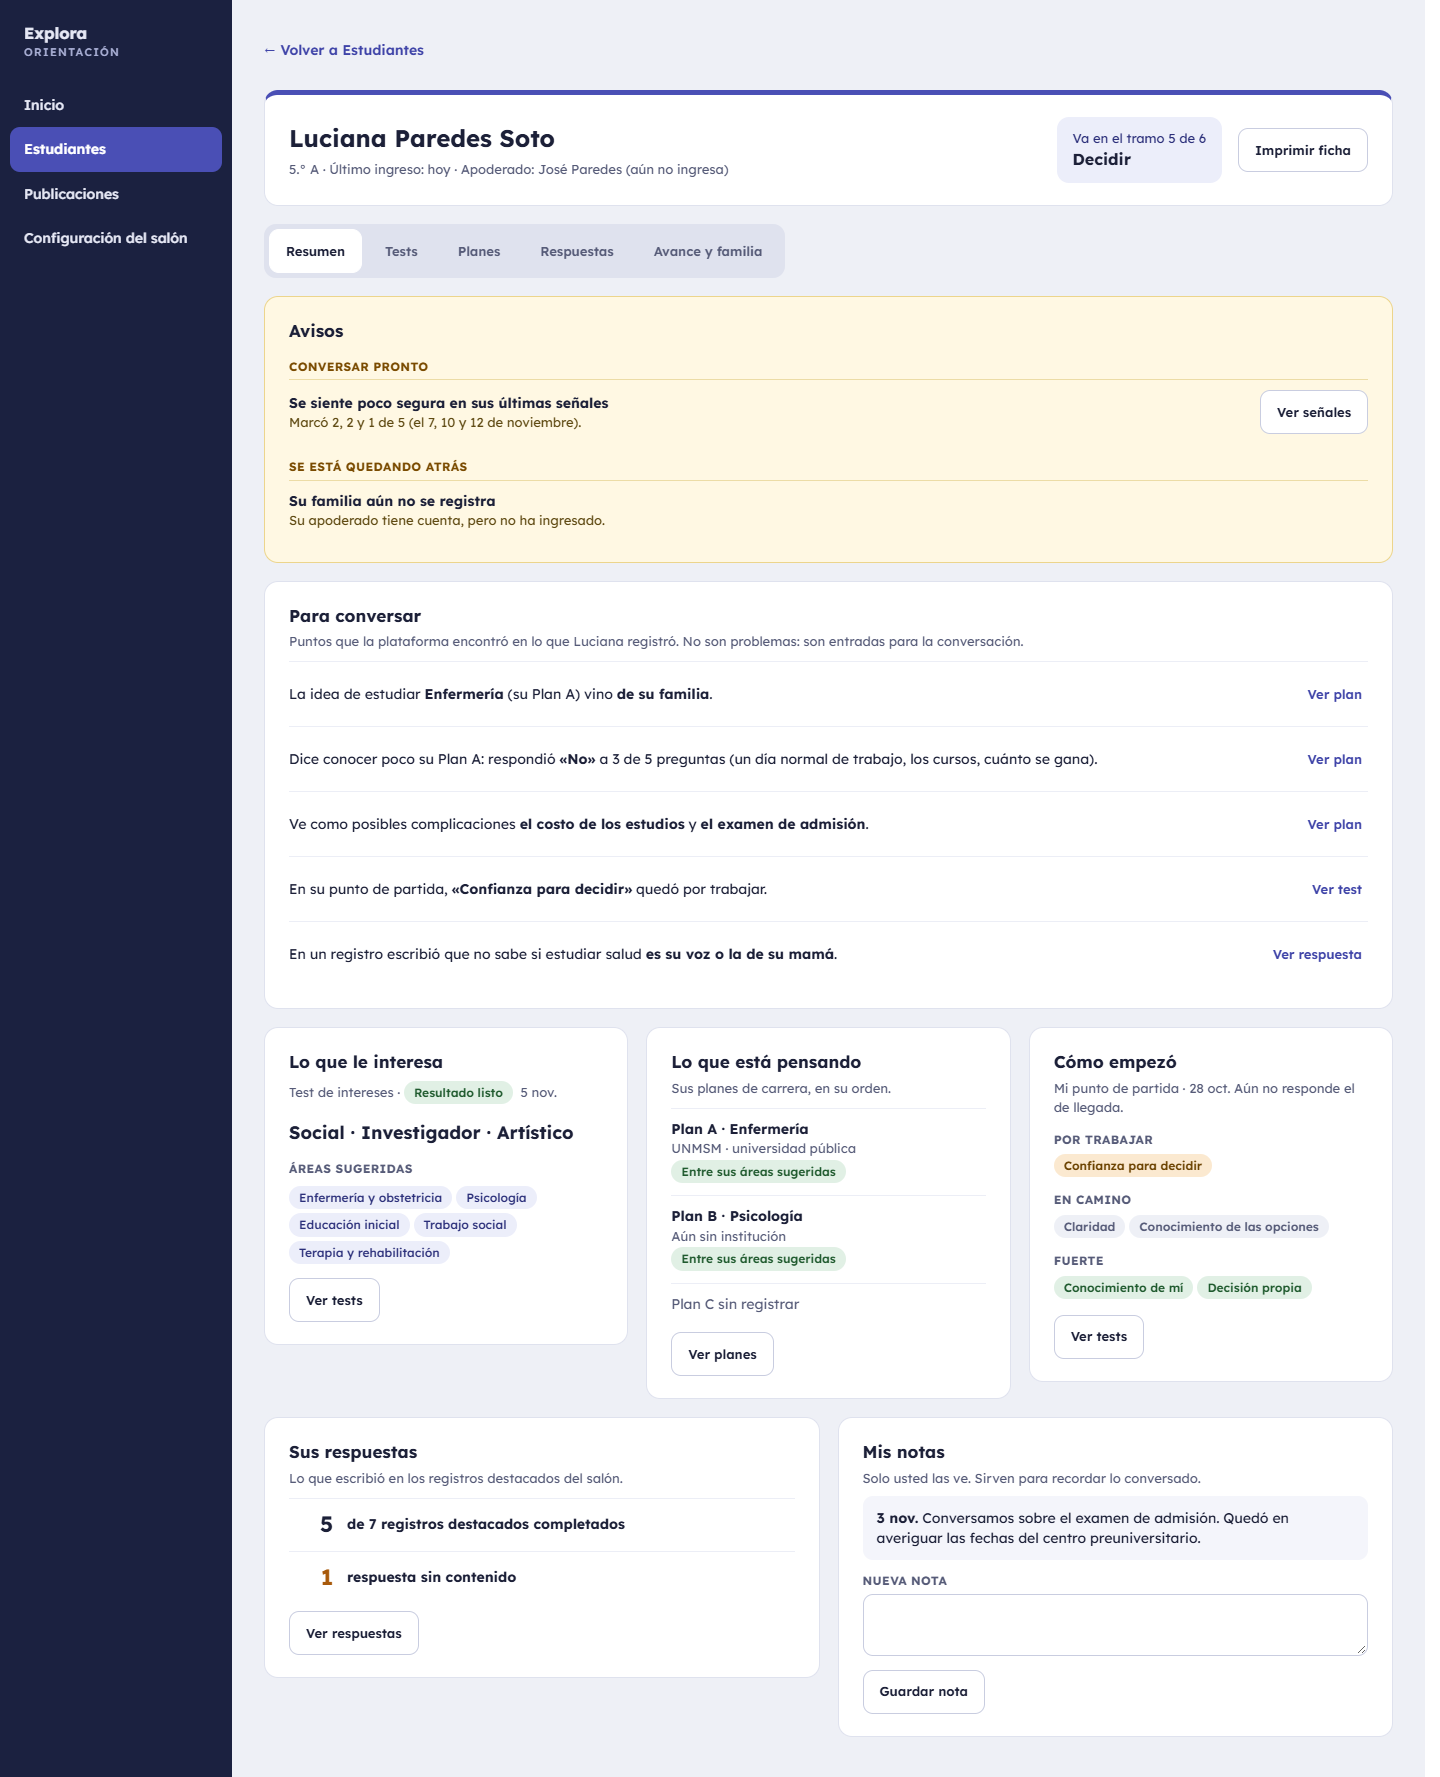 Explora
ORIENTACIÓN
Inicio
Estudiantes
Publicaciones
Configuración del salón
← Volver a Estudiantes
Luciana Paredes Soto
5.° A · Último ingreso: hoy · Apoderado: José Paredes (aún no ingresa)
Va en el tramo 5 de 6
Decidir
Imprimir ficha
Resumen
Tests
Planes
Respuestas
Avance y familia
Avisos
CONVERSAR PRONTO
Se siente poco segura en sus últimas señales
Marcó 2, 2 y 1 de 5 (el 7, 10 y 12 de noviembre).
Ver señales
SE ESTÁ QUEDANDO ATRÁS
Su familia aún no se registra
Su apoderado tiene cuenta, pero no ha ingresado.
Para conversar
Puntos que la plataforma encontró en lo que Luciana registró. No son problemas: son entradas para la conversación.
La idea de estudiar Enfermería (su Plan A) vino de su familia.
Ver plan
Dice conocer poco su Plan A: respondió «No» a 3 de 5 preguntas (un día normal de trabajo, los cursos, cuánto se gana).
Ver plan
Ve como posibles complicaciones el costo de los estudios y el examen de admisión.
Ver plan
En su punto de partida, «Confianza para decidir» quedó por trabajar.
Ver test
En un registro escribió que no sabe si estudiar salud es su voz o la de su mamá.
Ver respuesta
Lo que le interesa
Test de intereses · Resultado listo 5 nov.
Social · Investigador · Artístico
ÁREAS SUGERIDAS
Enfermería y obstetricia Psicología
Educación inicial Trabajo social
Terapia y rehabilitación
Ver tests
Lo que está pensando
Sus planes de carrera, en su orden.
Plan A · Enfermería
UNMSM · universidad pública
Entre sus áreas sugeridas
Plan B · Psicología
Aún sin institución
Entre sus áreas sugeridas
Plan C sin registrar
Ver planes
Cómo empezó
Mi punto de partida · 28 oct. Aún no responde el
de llegada.
POR TRABAJAR
Confianza para decidir
EN CAMINO
Claridad Conocimiento de las opciones
FUERTE
Conocimiento de mí Decisión propia
Ver tests
Sus respuestas
Lo que escribió en los registros destacados del salón.
5 de 7 registros destacados completados
1 respuesta sin contenido
Ver respuestas
Mis notas
Solo usted las ve. Sirven para recordar lo conversado.
3 nov. Conversamos sobre el examen de admisión. Quedó en
averiguar las fechas del centro preuniversitario.
NUEVA NOTA
Guardar nota